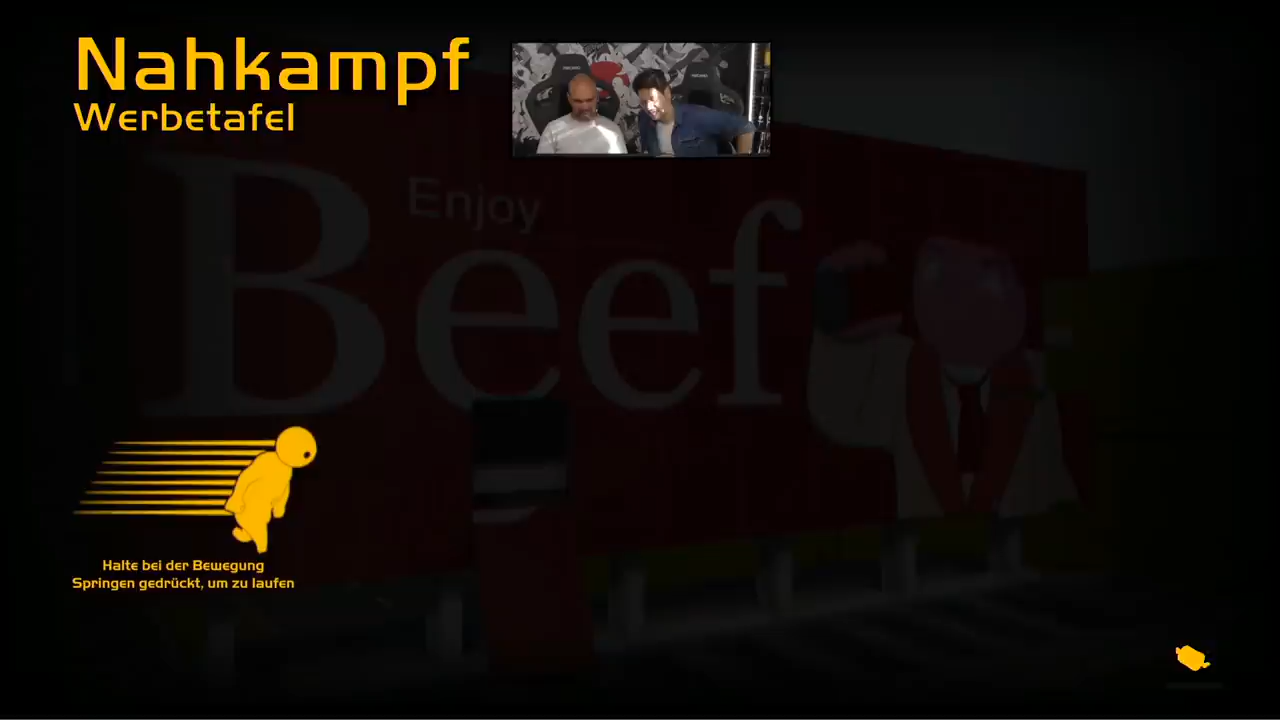 Nahkampf
Werbetafel
Enjoy
Beef
Halte bei der Bewegung
Springen gedrückt, um zu laufen